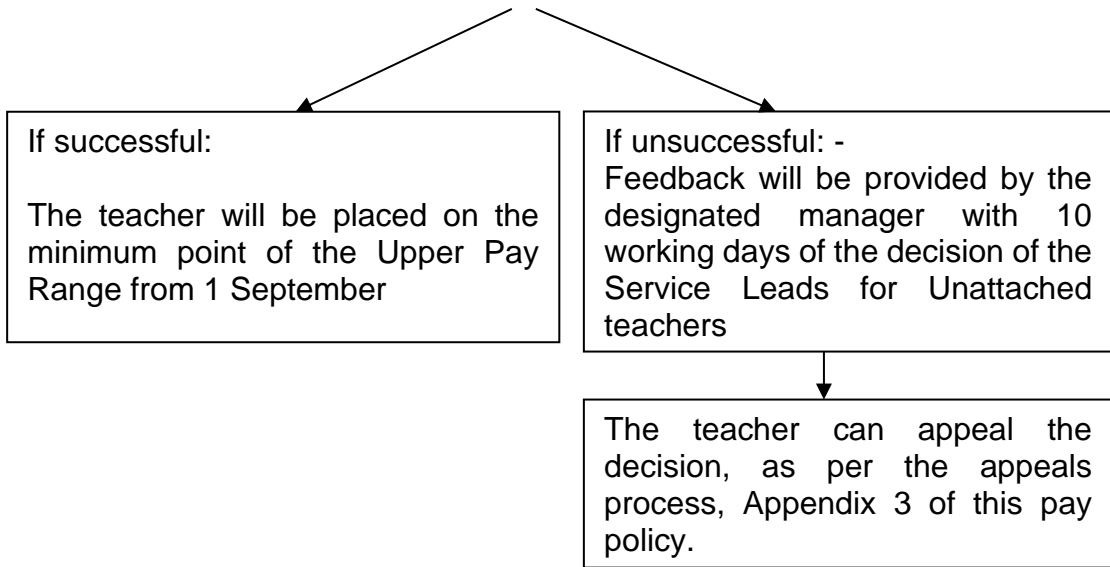 If successful:
The teacher will be placed on the
minimum point of the Upper Pay
Range from 1 September
If unsuccessful: -
Feedback will be provided by the
designated manager with 10
working days of the decision of the
Service Leads for Unattached
teachers
The teacher can appeal the
decision, as per the appeals
process, Appendix 3 of this pay
policy.